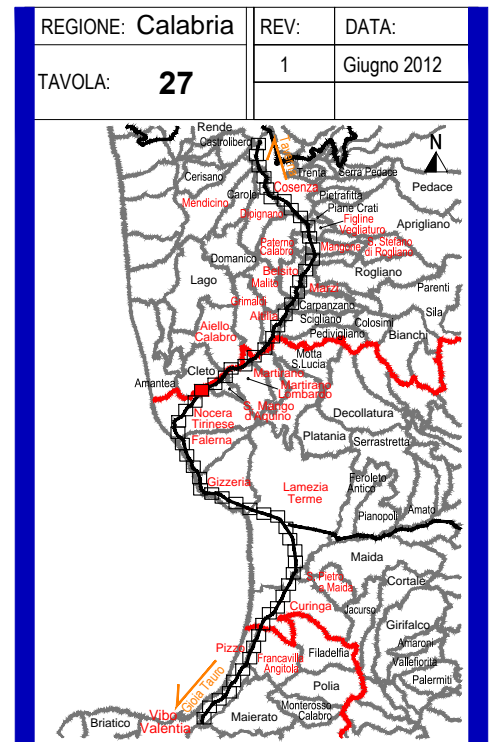 REGIONE: Calabria
REV:
DATA:
TAVOLA: 27
1
Giugno 2012
Rende
Castrolibero
Taverna
N
Cerisano
Trenta
Serra Pedace
Carolei
Cosenza
Pedace
Mendicino
Pietrafitta
Dipignano
Piane Crati
Figline
Vegliaturo
Aprigliano
Paterno
Calabro
Mangone
S. Stefano
di Rogliano
Domanico
Belsito
Rogliano
Lago
Malito
Marzi
Parenti
Grimaldi
Carpanzano
Altilia
Scigliano
Sila
Aiello
Calabro
Colosimi
Pedivigliano
Bianchi
Motta
S.Lucia
Cleto
Martirano
Amantea
Martirano
Lombardo
Nocera
Tirinese
S. Mango
d'Aquino
Decollatura
Falerna
Platania
Serrastretta
Gizzeria
Lamezia
Terme
Feroleto
Antico
Pianopoli
Amato
Maida
S. Pietro
a Maida
Cortale
Curinga
Jacurso
Girifalco
Pizzo
Filadelfia
Amaroni
Francavilla
Angitola
Vallefiorita
Gioia Tauro
Polia
Palermiti
Monterosso
Calabro
Vibo
Valentia
Briatico
Maierato